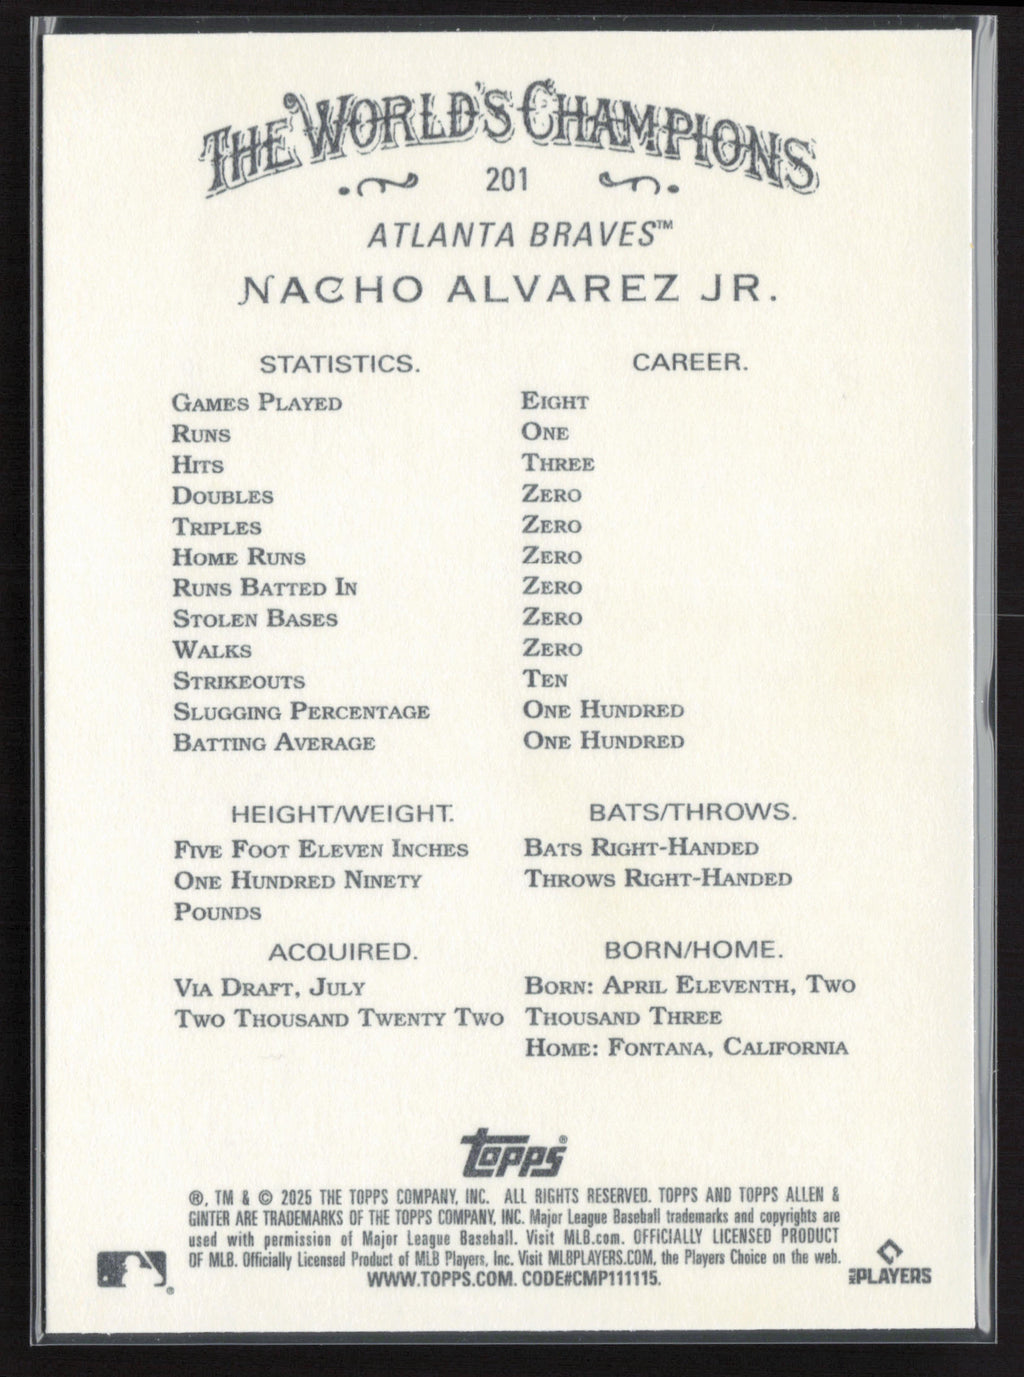 THE WORLD'S CHAMPIONS
201
ATLANTA BRAVES™
NACHO ALVAREZ JR.
STATISTICS. CAREER.
GAMES PLAYED EIGHT
RUNS ONE
HITS THREE
DOUBLES ZERO
TRIPLES ZERO
HOME RUNS ZERO
RUNS BATTED IN ZERO
STOLEN BASES ZERO
WALKS ZERO
STRIKEOUTS TEN
SLUGGING PERCENTAGE ONE HUNDRED
BATTING AVERAGE ONE HUNDRED
HEIGHT/WEIGHT. BATS/THROWS.
FIVE FOOT ELEVEN INCHES BATS RIGHT-HANDED
ONE HUNDRED NINETY THROWS RIGHT-HANDED
POUNDS
ACQUIRED. BORN/HOME.
VIA DRAFT, JULY BORN: APRIL ELEVENTH, TWO
TWO THOUSAND TWENTY TWO THOUSAND THREE
HOME: FONTANA, CALIFORNIA
topps®
®, TM & © 2025 THE TOPPS COMPANY, INC. ALL RIGHTS RESERVED. TOPPS AND TOPPS ALLEN &
GINTER ARE TRADEMARKS OF THE TOPPS COMPANY, INC. Major League Baseball trademarks and copyrights are
used with permission of Major League Baseball. Visit MLB.com. OFFICIALLY LICENSED PRODUCT
OF MLB. Officially Licensed Product of MLB Players, Inc. Visit MLBPLAYERS.COM, the Players Choice on the web.
WWW.TOPPS.COM. CODE#CMP111115.
MLB PLAYERS